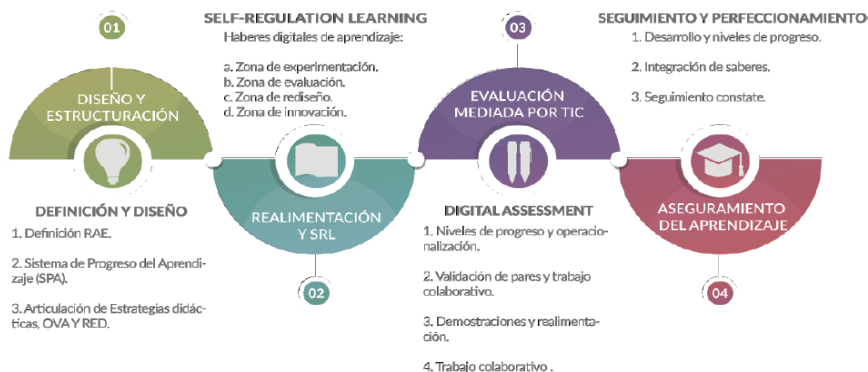 01
DISEÑO Y
ESTRUCTURACIÓN
DEFINICIÓN Y DISEÑO
1. Definición RAE.
2. Sistema de Progreso del Aprendi-
zaje (SPA).
3. Articulación de Estrategias didác-
ticas, OVA Y RED.
SELF-REGULATION LEARNING
Haberes digitales de aprendizaje:
a. Zona de experimentación.
b. Zona de evaluación.
c. Zona de rediseño.
d. Zona de innovación.
REALIMENTACIÓN
Y SRL
02
03
EVALUACIÓN
MEDIADA POR TIC
DIGITAL ASSESSMENT
1. Niveles de progreso y operacio-
nalización.
2. Validación de pares y trabajo
colaborativo.
3. Demostraciones y realimenta-
ción.
4. Trabajo colaborativo .
SEGUIMIENTO Y PERFECCIONAMIENTO
1. Desarrollo y niveles de progreso.
2. Integración de saberes.
3. Seguimiento constate.
ASEGURAMIENTO
DEL APRENDIZAJE
04